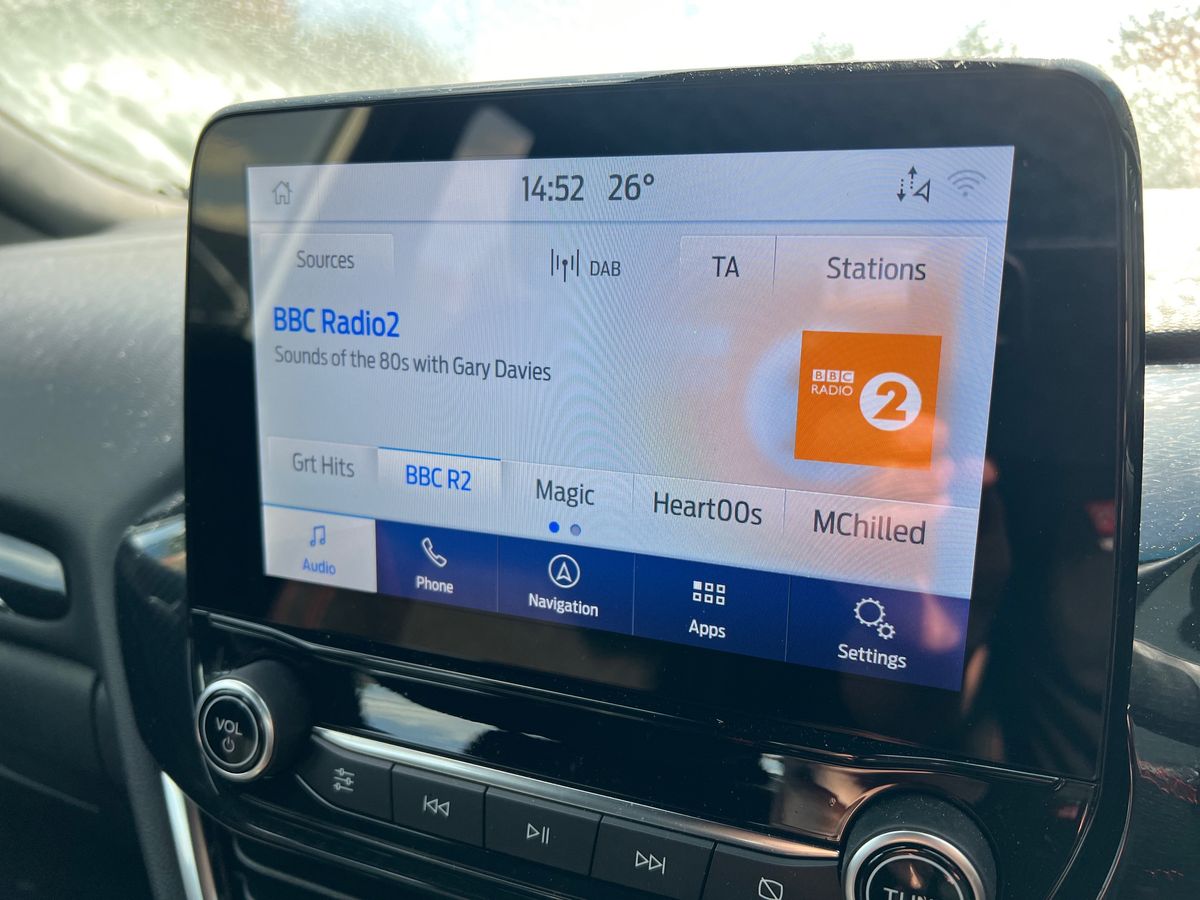 14:52 26°
Sources DAB TA Stations
BBC Radio2
Sounds of the 80s with Gary Davies
BBC
RADIO 2
Grt Hits BBC R2 Magic Heart00s MChilled
Audio Phone Navigation Apps Settings
VOL
TUNE